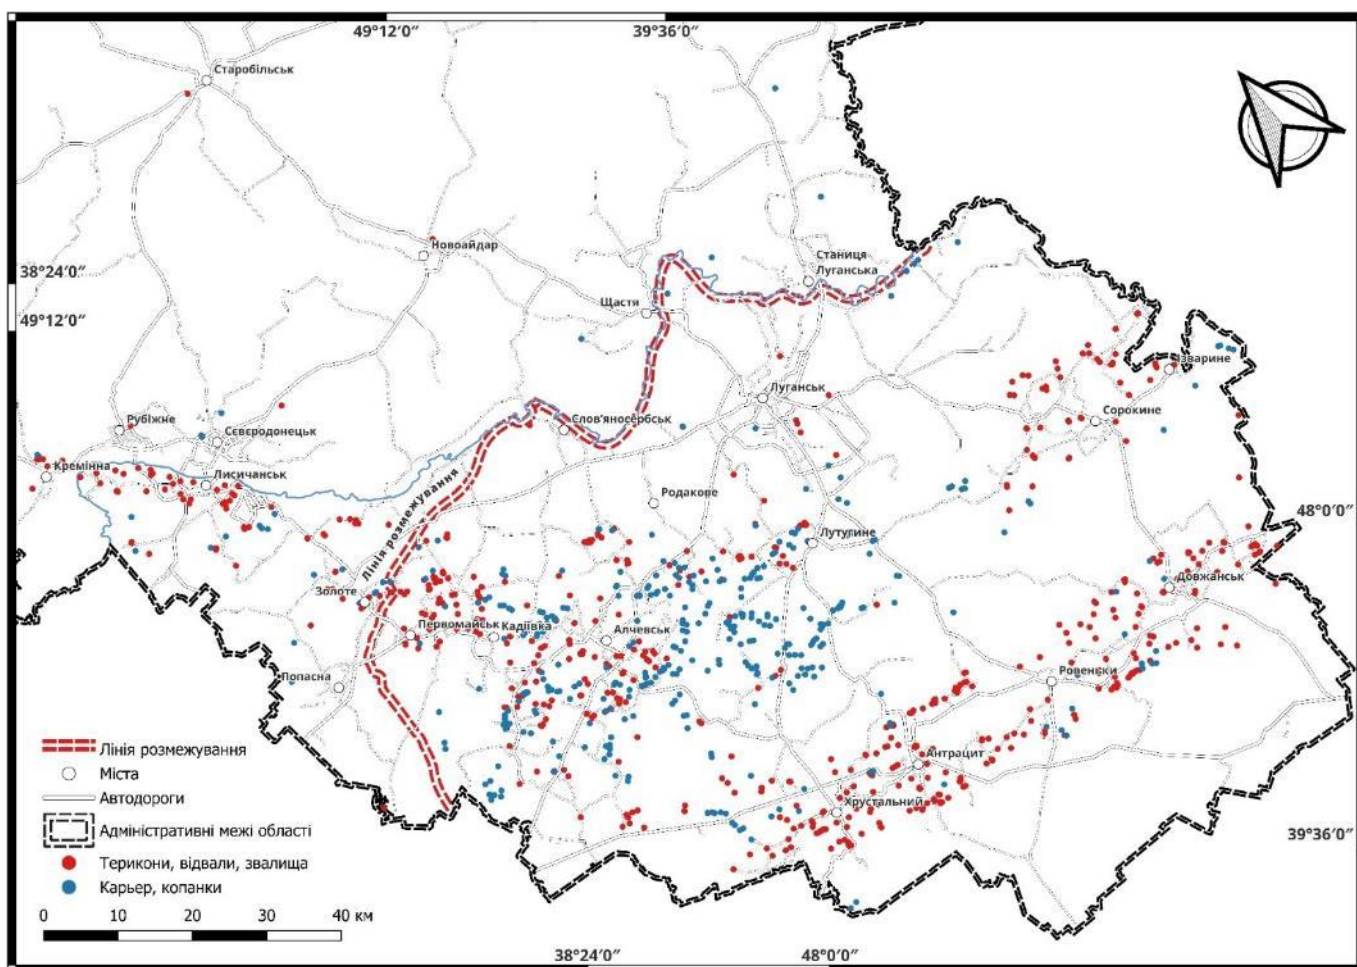 49°12′0″
39°36′0″
Старобільськ
Новоайдар
Станиця
Луганська
38°24′0″
49°12′0″
Щастя
Ізварине
Луганськ
Сорокине
Рубіжне
Слов'яносербськ
Сєвєродонецьк
Кремінна
Лисичанськ
Лінія розмежування
Родакове
48°0′0″
Лутугине
Довжанськ
Золоте
Первомайськ
Кадіївка
Алчевськ
Попасна
Ровеньки
Лінія розмежування
Міста
Автодороги
Адміністративні межі області
Терикони, відвали, звалища
Карьер, копанки
Антрацит
Хрустальний
39°36′0″
0 10 20 30 40 км
38°24′0″
48°0′0″